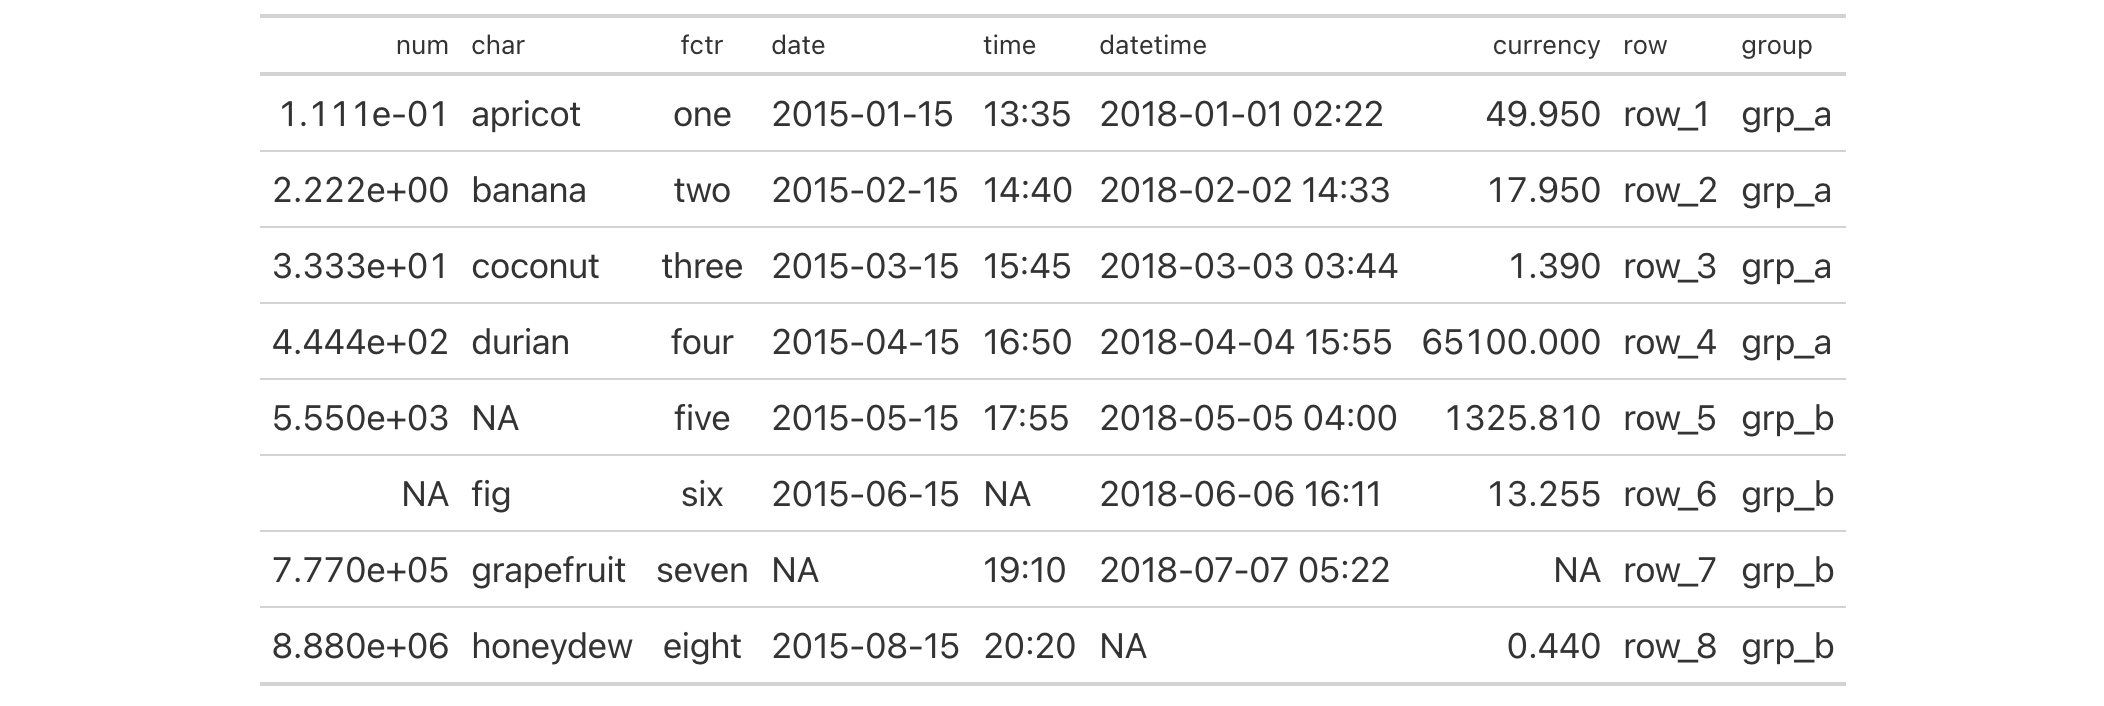 num char fctr date time datetime currency row group
1.111e-01 apricot one 2015-01-15 13:35 2018-01-01 02:22 49.950 row_1 grp_a
2.222e+00 banana two 2015-02-15 14:40 2018-02-02 14:33 17.950 row_2 grp_a
3.333e+01 coconut three 2015-03-15 15:45 2018-03-03 03:44 1.390 row_3 grp_a
4.444e+02 durian four 2015-04-15 16:50 2018-04-04 15:55 65100.000 row_4 grp_a
5.550e+03 NA five 2015-05-15 17:55 2018-05-05 04:00 1325.810 row_5 grp_b
NA fig six 2015-06-15 NA 2018-06-06 16:11 13.255 row_6 grp_b
7.770e+05 grapefruit seven NA 19:10 2018-07-07 05:22 NA row_7 grp_b
8.880e+06 honeydew eight 2015-08-15 20:20 NA 0.440 row_8 grp_b